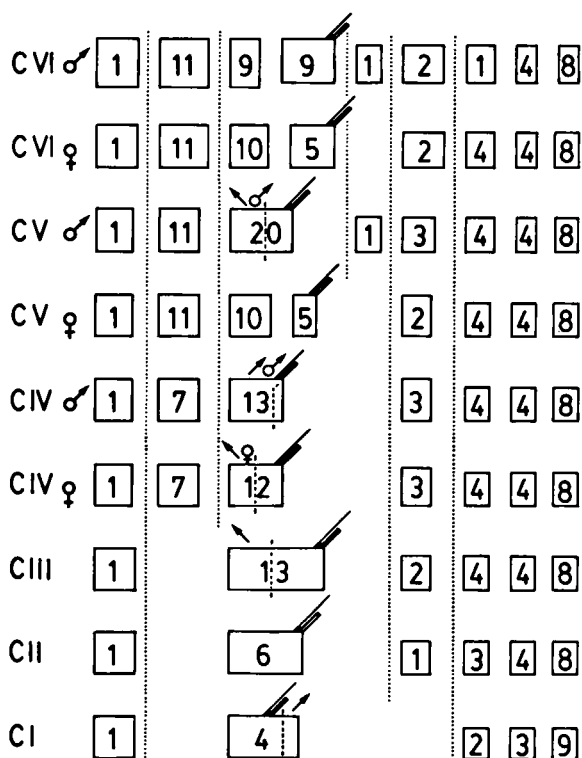 CVI ♂ 1 11 9 9 1 2 1 4 8
CVI ♀ 1 11 10 5 2 4 4 8
♂
CV ♂ 1 11 20 1 3 4 4 8
CV ♀ 1 11 10 5 2 4 4 8
♂
CIV ♂ 1 7 13 3 4 4 8
♀
CIV ♀ 1 7 12 3 4 4 8
CIII 1 13 2 4 4 8
CII 1 6 1 3 4 8
CI 1 4 2 3 9